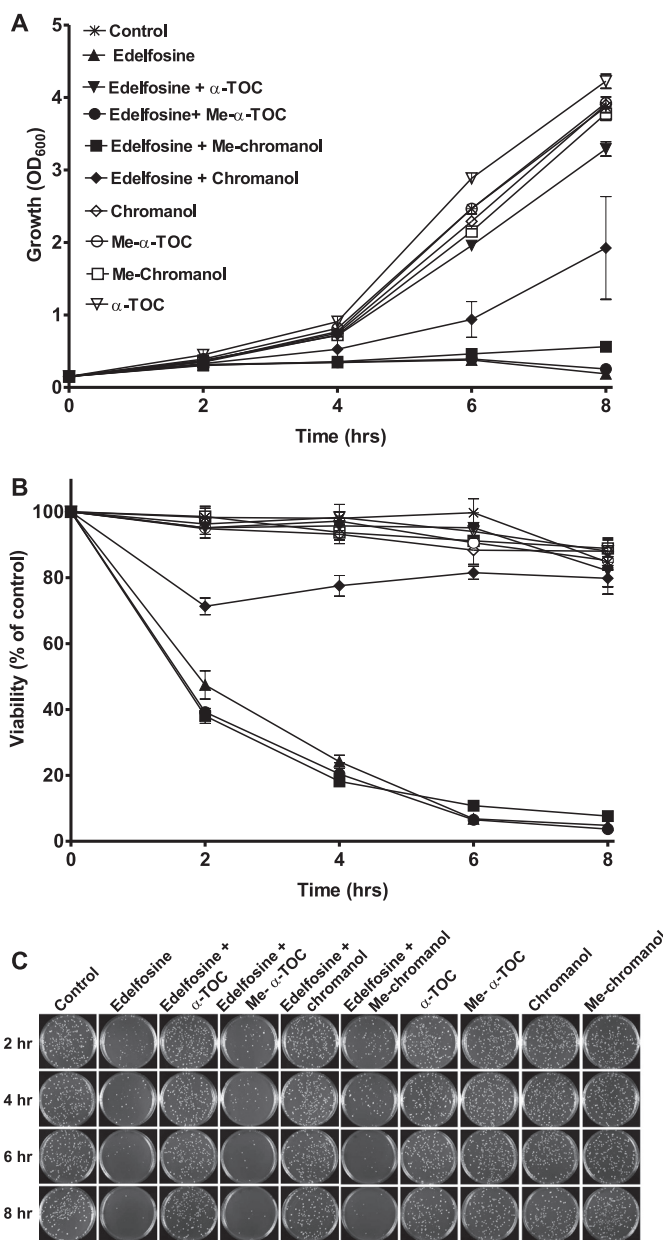 A
5
4
3
2
1
0
Growth (OD600)
Control
Edelfosine
Edelfosine + α-TOC
Edelfosine+ Me-α-TOC
Edelfosine + Me-chromanol
Edelfosine + Chromanol
Chromanol
Me-α-TOC
Me-Chromanol
α-TOC
0 2 4 6 8
Time (hrs)
B
100
80
60
40
20
0
Viability (% of control)
0 2 4 6 8
Time (hrs)
C
Control
Edelfosine
Edelfosine +
α-TOC
Edelfosine +
Me- α-TOC
Edelfosine +
chromanol
Edelfosine +
Me-chromanol
α-TOC
Me- α-TOC
Chromanol
Me-chromanol
2 hr
4 hr
6 hr
8 hr